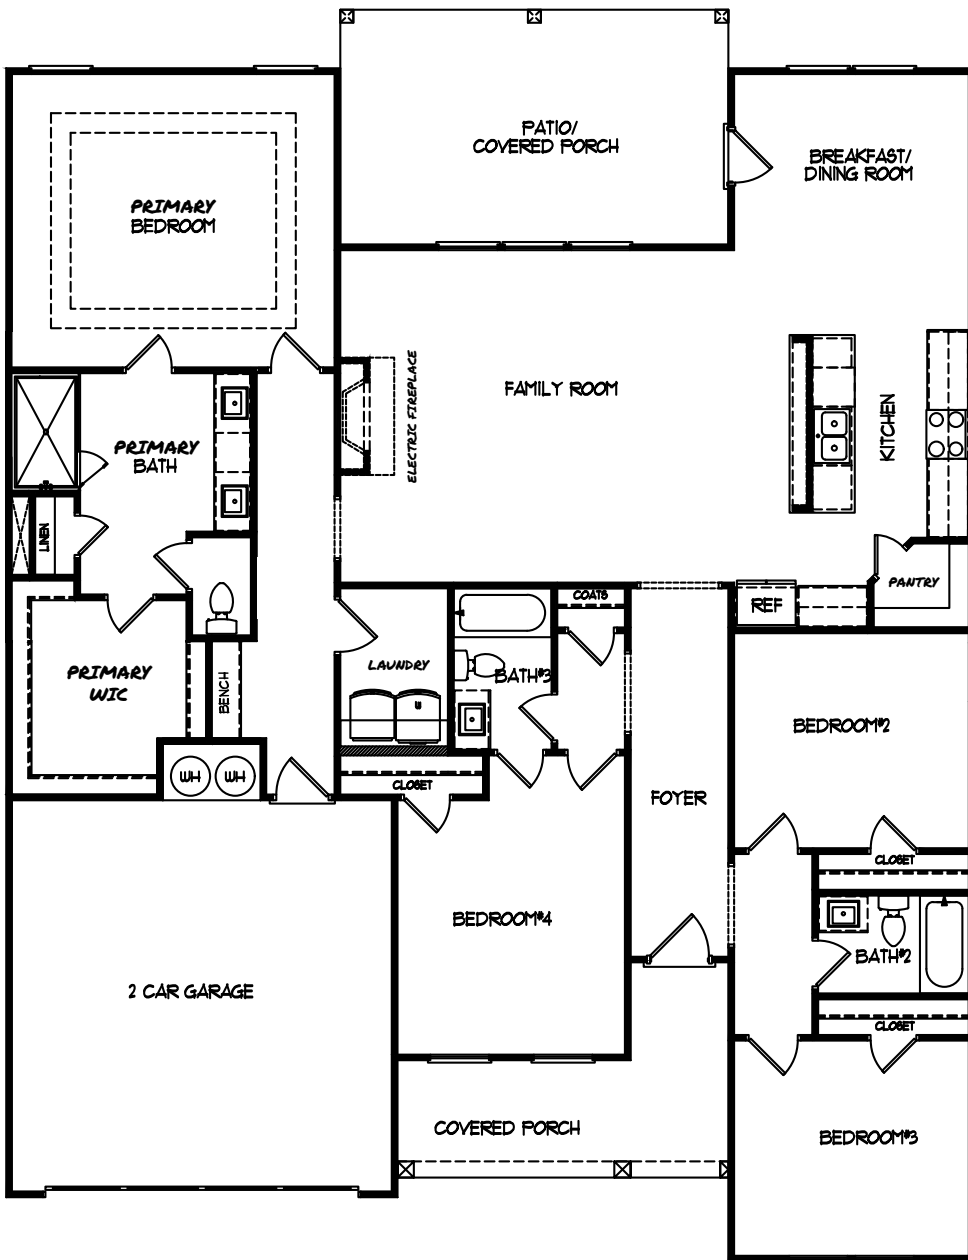 PATIO/
COVERED PORCH
BREAKFAST/
DINING ROOM
PRIMARY
BEDROOM
ELECTRIC FIREPLACE
FAMILY ROOM
KITCHEN
PRIMARY
BATH
LINEN
PANTRY
COATS
REF
LAUNDRY
BATH#3
PRIMARY
WIC
BENCH
W
BEDROOM#2
WH
WH
CLOSET
FOYER
CLOSET
BEDROOM#4
BATH#2
2 CAR GARAGE
CLOSET
COVERED PORCH
BEDROOM#3